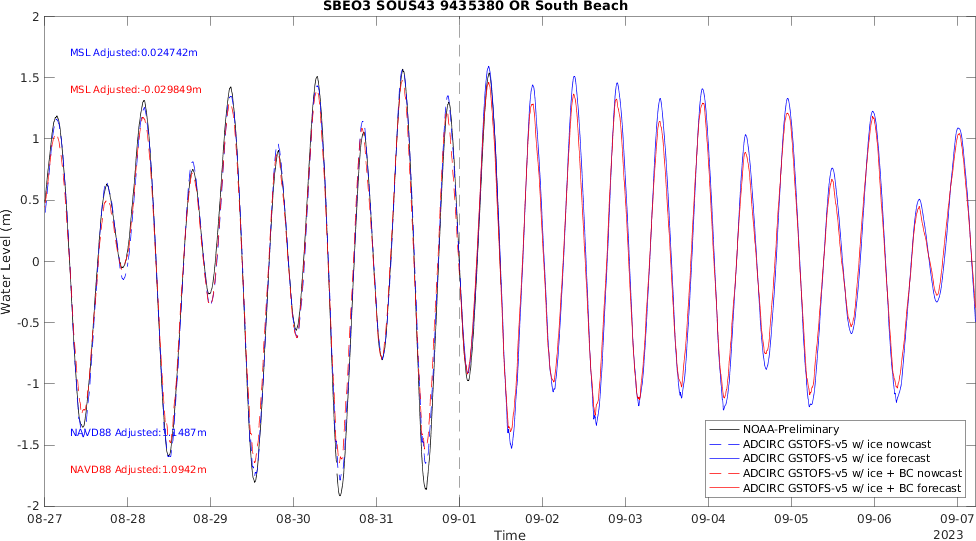 SBEO3 SOUS43 9435380 OR South Beach
2
1.5
1
0.5
0
-0.5
-1
-1.5
-2
Water Level (m)
MSL Adjusted:0.024742m
MSL Adjusted:-0.029849m
NAVD88 Adjusted:1.1487m
NAVD88 Adjusted:1.0942m
NOAA-Preliminary
ADCIRC GSTOFS-v5 w/ ice nowcast
ADCIRC GSTOFS-v5 w/ ice forecast
ADCIRC GSTOFS-v5 w/ ice + BC nowcast
ADCIRC GSTOFS-v5 w/ ice + BC forecast
08-27 08-28 08-29 08-30 08-31 09-01 09-02 09-03 09-04 09-05 09-06 09-07
Time
2023